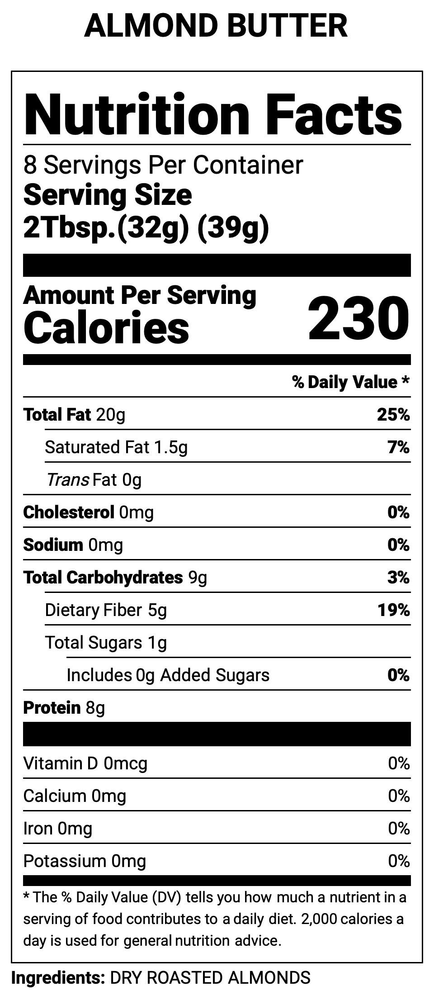 ALMOND BUTTER
Nutrition Facts
8 Servings Per Container
Serving Size
2Tbsp.(32g) (39g)
Amount Per Serving
Calories 230
% Daily Value *
Total Fat 20g 25%
Saturated Fat 1.5g 7%
Trans Fat 0g
Cholesterol 0mg 0%
Sodium 0mg 0%
Total Carbohydrates 9g 3%
Dietary Fiber 5g 19%
Total Sugars 1g
Includes 0g Added Sugars 0%
Protein 8g
Vitamin D 0mcg 0%
Calcium 0mg 0%
Iron 0mg 0%
Potassium 0mg 0%
* The % Daily Value (DV) tells you how much a nutrient in a
serving of food contributes to a daily diet. 2,000 calories a
day is used for general nutrition advice.
Ingredients: DRY ROASTED ALMONDS